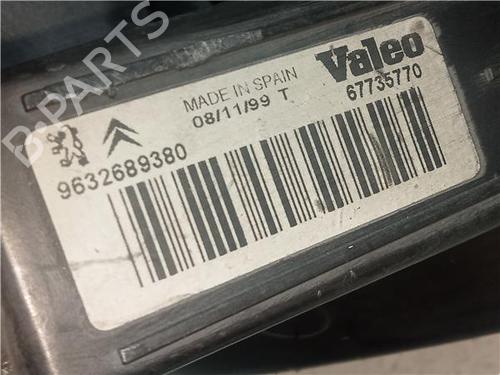 B-PARTS
Valeo
MADE IN SPAIN
08/11/99 T
67735770
9632689380